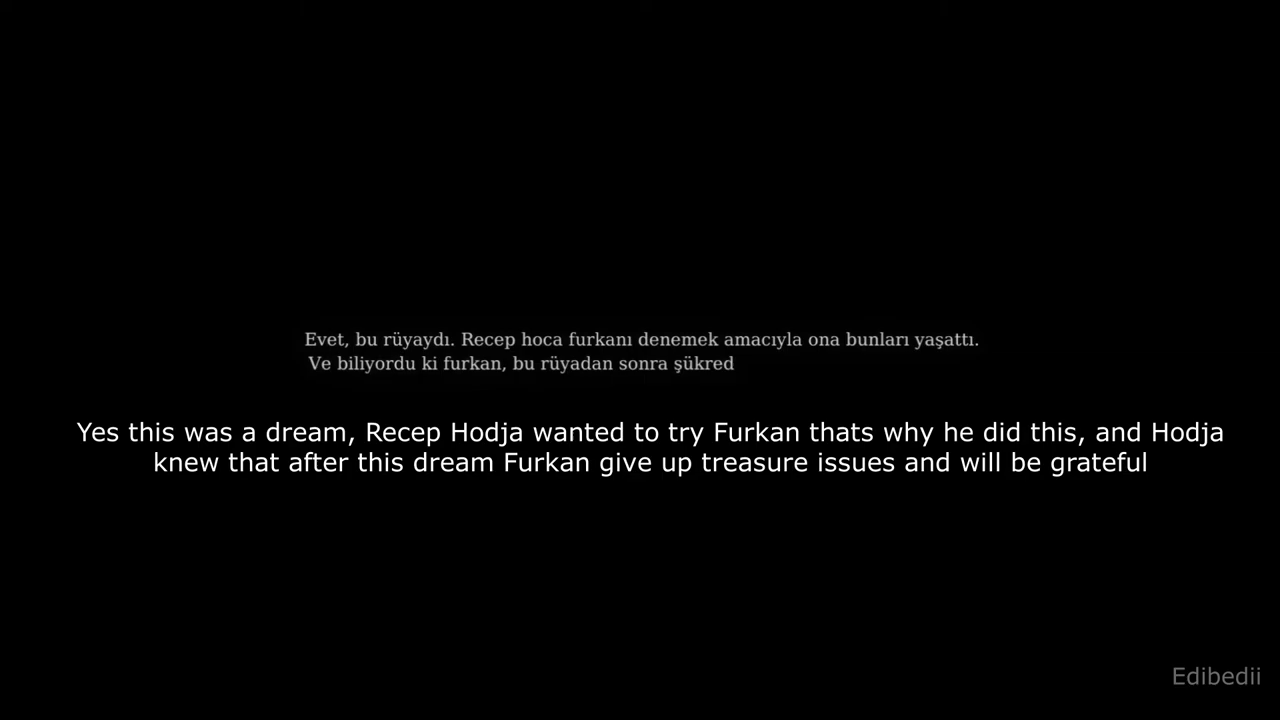 Evet, bu rüyaydı. Recep hoca furkanı denemek amacıyla ona bunları yaşattı.
Ve biliyordu ki furkan, bu rüyadan sonra şükred
Yes this was a dream, Recep Hodja wanted to try Furkan thats why he did this, and Hodja
knew that after this dream Furkan give up treasure issues and will be grateful
Edibedii